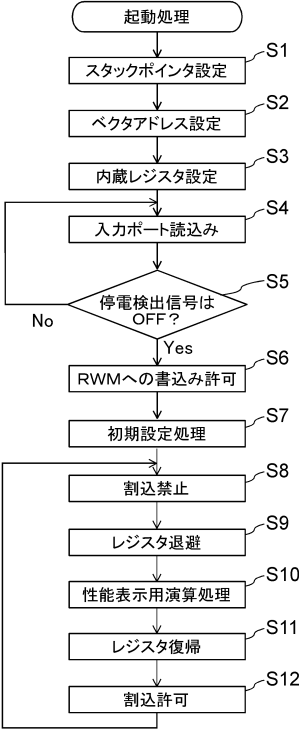 起動処理
S1
スタックポインタ設定
S2
ベクタアドレス設定
S3
内蔵レジスタ設定
S4
入力ポート読込み
S5
停電検出信号は
OFF?
No
Yes
S6
RWMへの書込み許可
S7
初期設定処理
S8
割込禁止
S9
レジスタ退避
S10
性能表示用演算処理
S11
レジスタ復帰
S12
割込許可